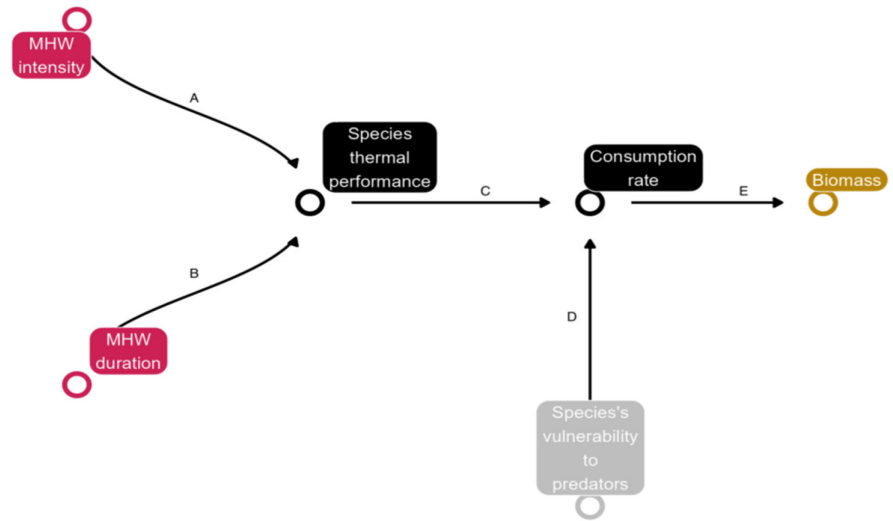 MHW
intensity
A
Species
thermal
performance
Consumption
rate
Biomass
C
E
B
D
MHW
duration
Species's
vulnerability
to
predators